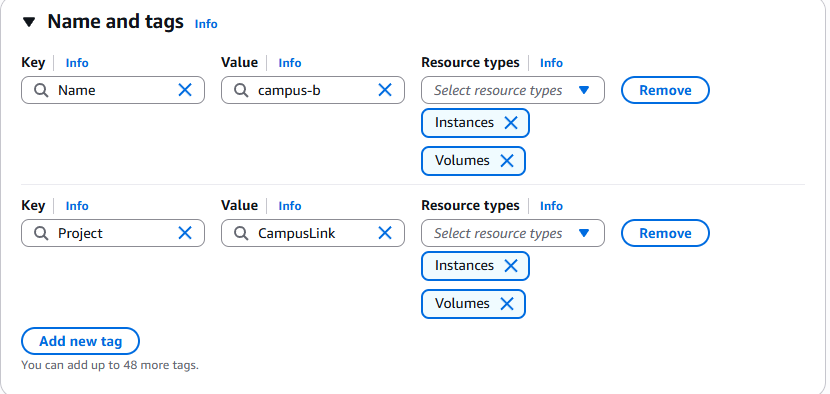 Name and tags Info
Key Info Value Info Resource types Info
Name campus-b Select resource types Remove
Instances
Volumes
Key Info Value Info Resource types Info
Project CampusLink Select resource types Remove
Instances
Volumes
Add new tag
You can add up to 48 more tags.